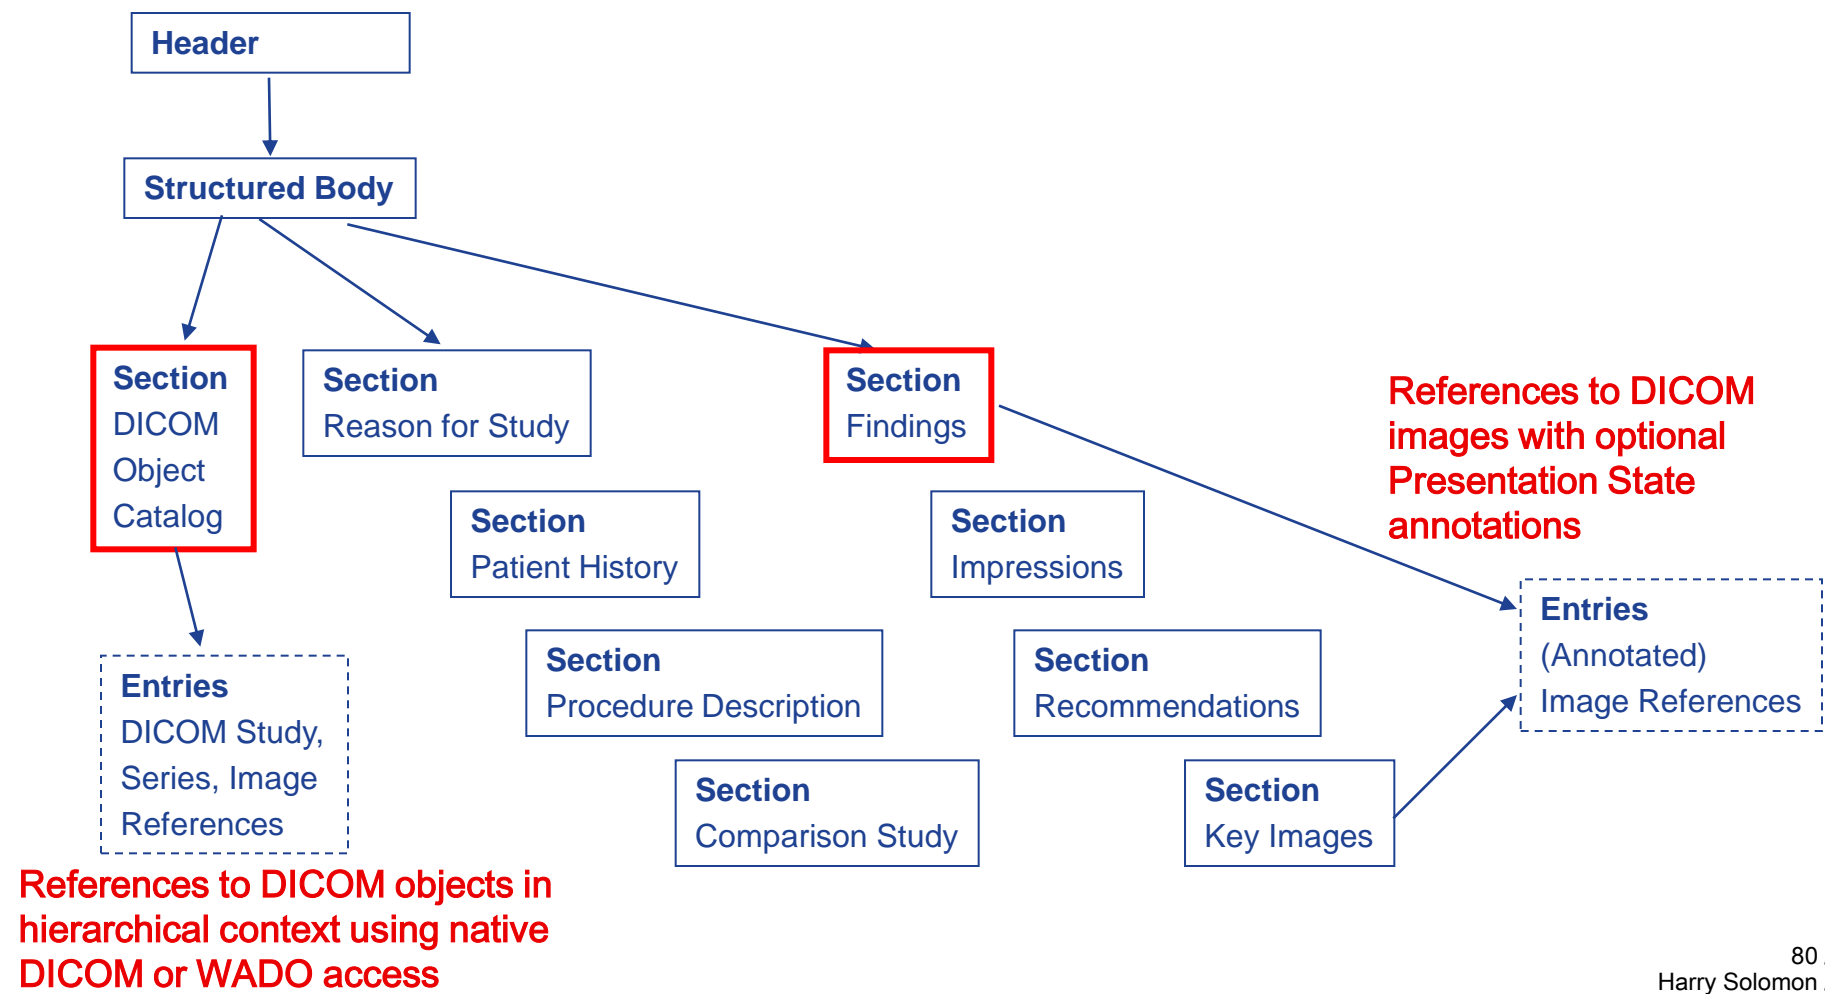 Header
Structured Body
Section
DICOM
Object
Catalog
Section
Reason for Study
Section
Findings
References to DICOM
images with optional
Presentation State
annotations
Section
Patient History
Section
Impressions
Entries
(Annotated)
Image References
Section
Procedure Description
Section
Recommendations
Entries
DICOM Study,
Series, Image
References
Section
Comparison Study
Section
Key Images
References to DICOM objects in
hierarchical context using native
DICOM or WADO access
80
Harry Solomon